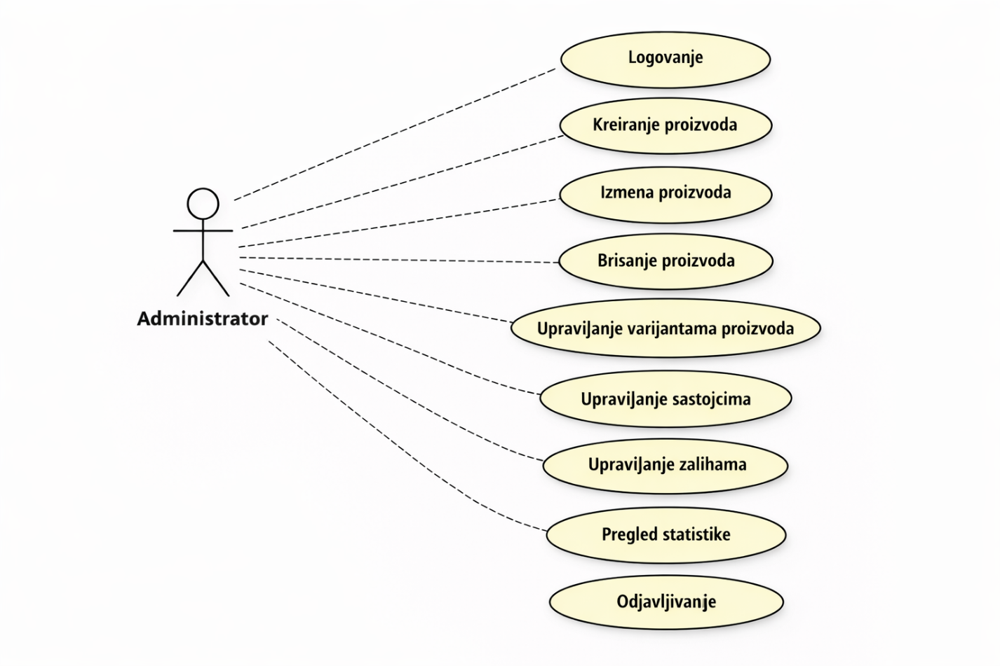 Logovanje
Kreiranje proizvoda
Izmena proizvoda
Brisanje proizvoda
Administrator
Upravljanje varijantama proizvoda
Upravljanje sastojcima
Upravljanje zalihama
Pregled statistike
Odjavljivanje